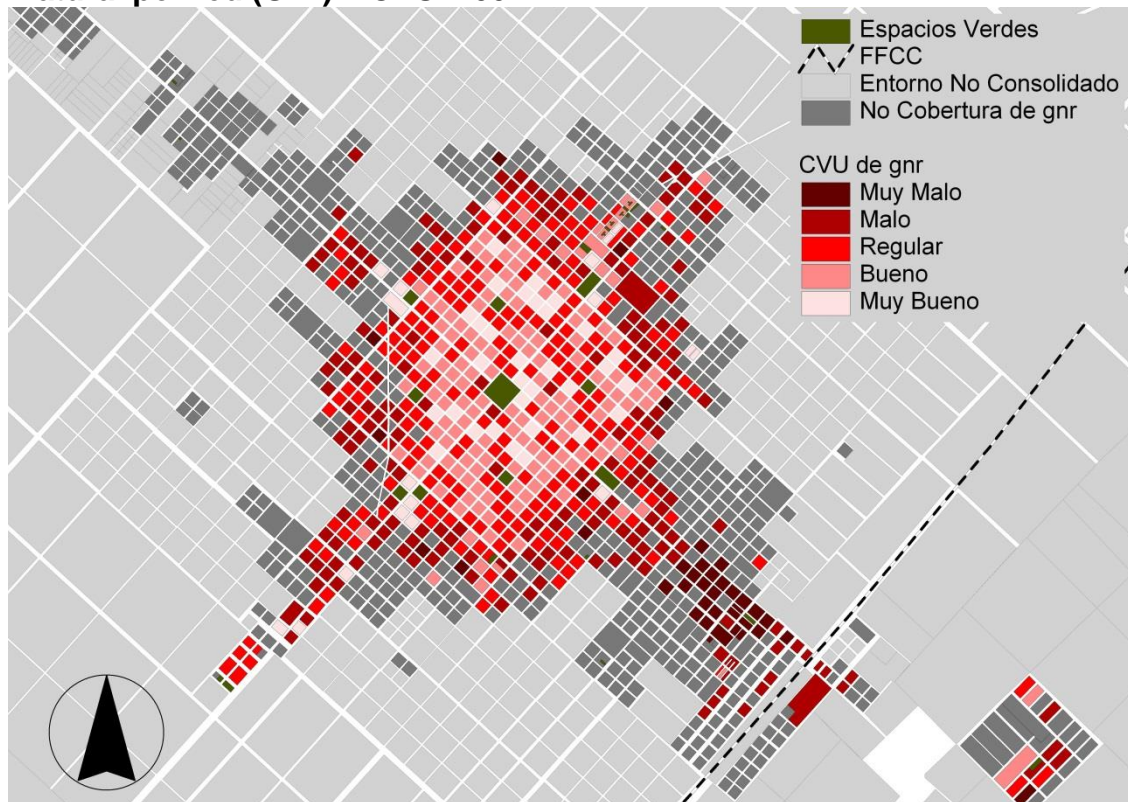 Espacios Verdes
FFCC
Entorno No Consolidado
No Cobertura de gnr
CVU de gnr
Muy Malo
Malo
Regular
Bueno
Muy Bueno